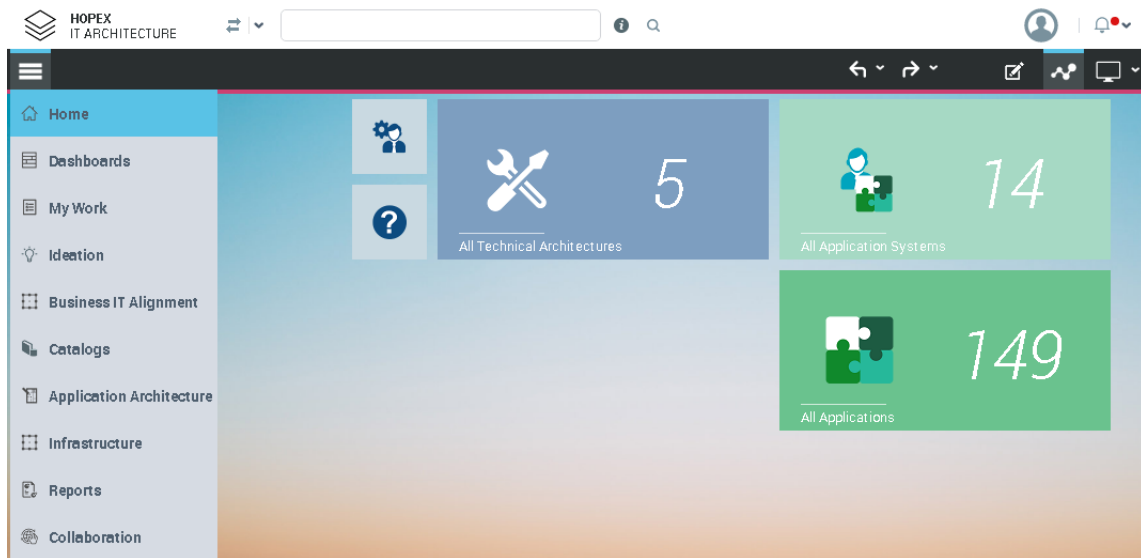 HOPEX
IT ARCHITECTURE
Home
Dashboards
My Work
Ideation
Business IT Alignment
Catalogs
Application Architecture
Infrastructure
Reports
Collaboration
5
All Technical Architectures
14
All Application Systems
149
All Applications